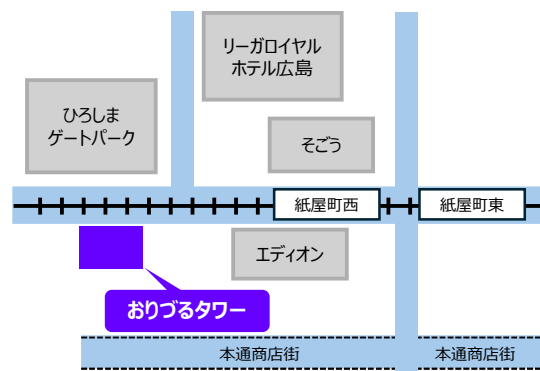 リーガロイヤル
ホテル広島
ひろしま
ゲートパーク
そごう
紙屋町西
紙屋町東
エディオン
おりづるタワー
本通商店街
本通商店街